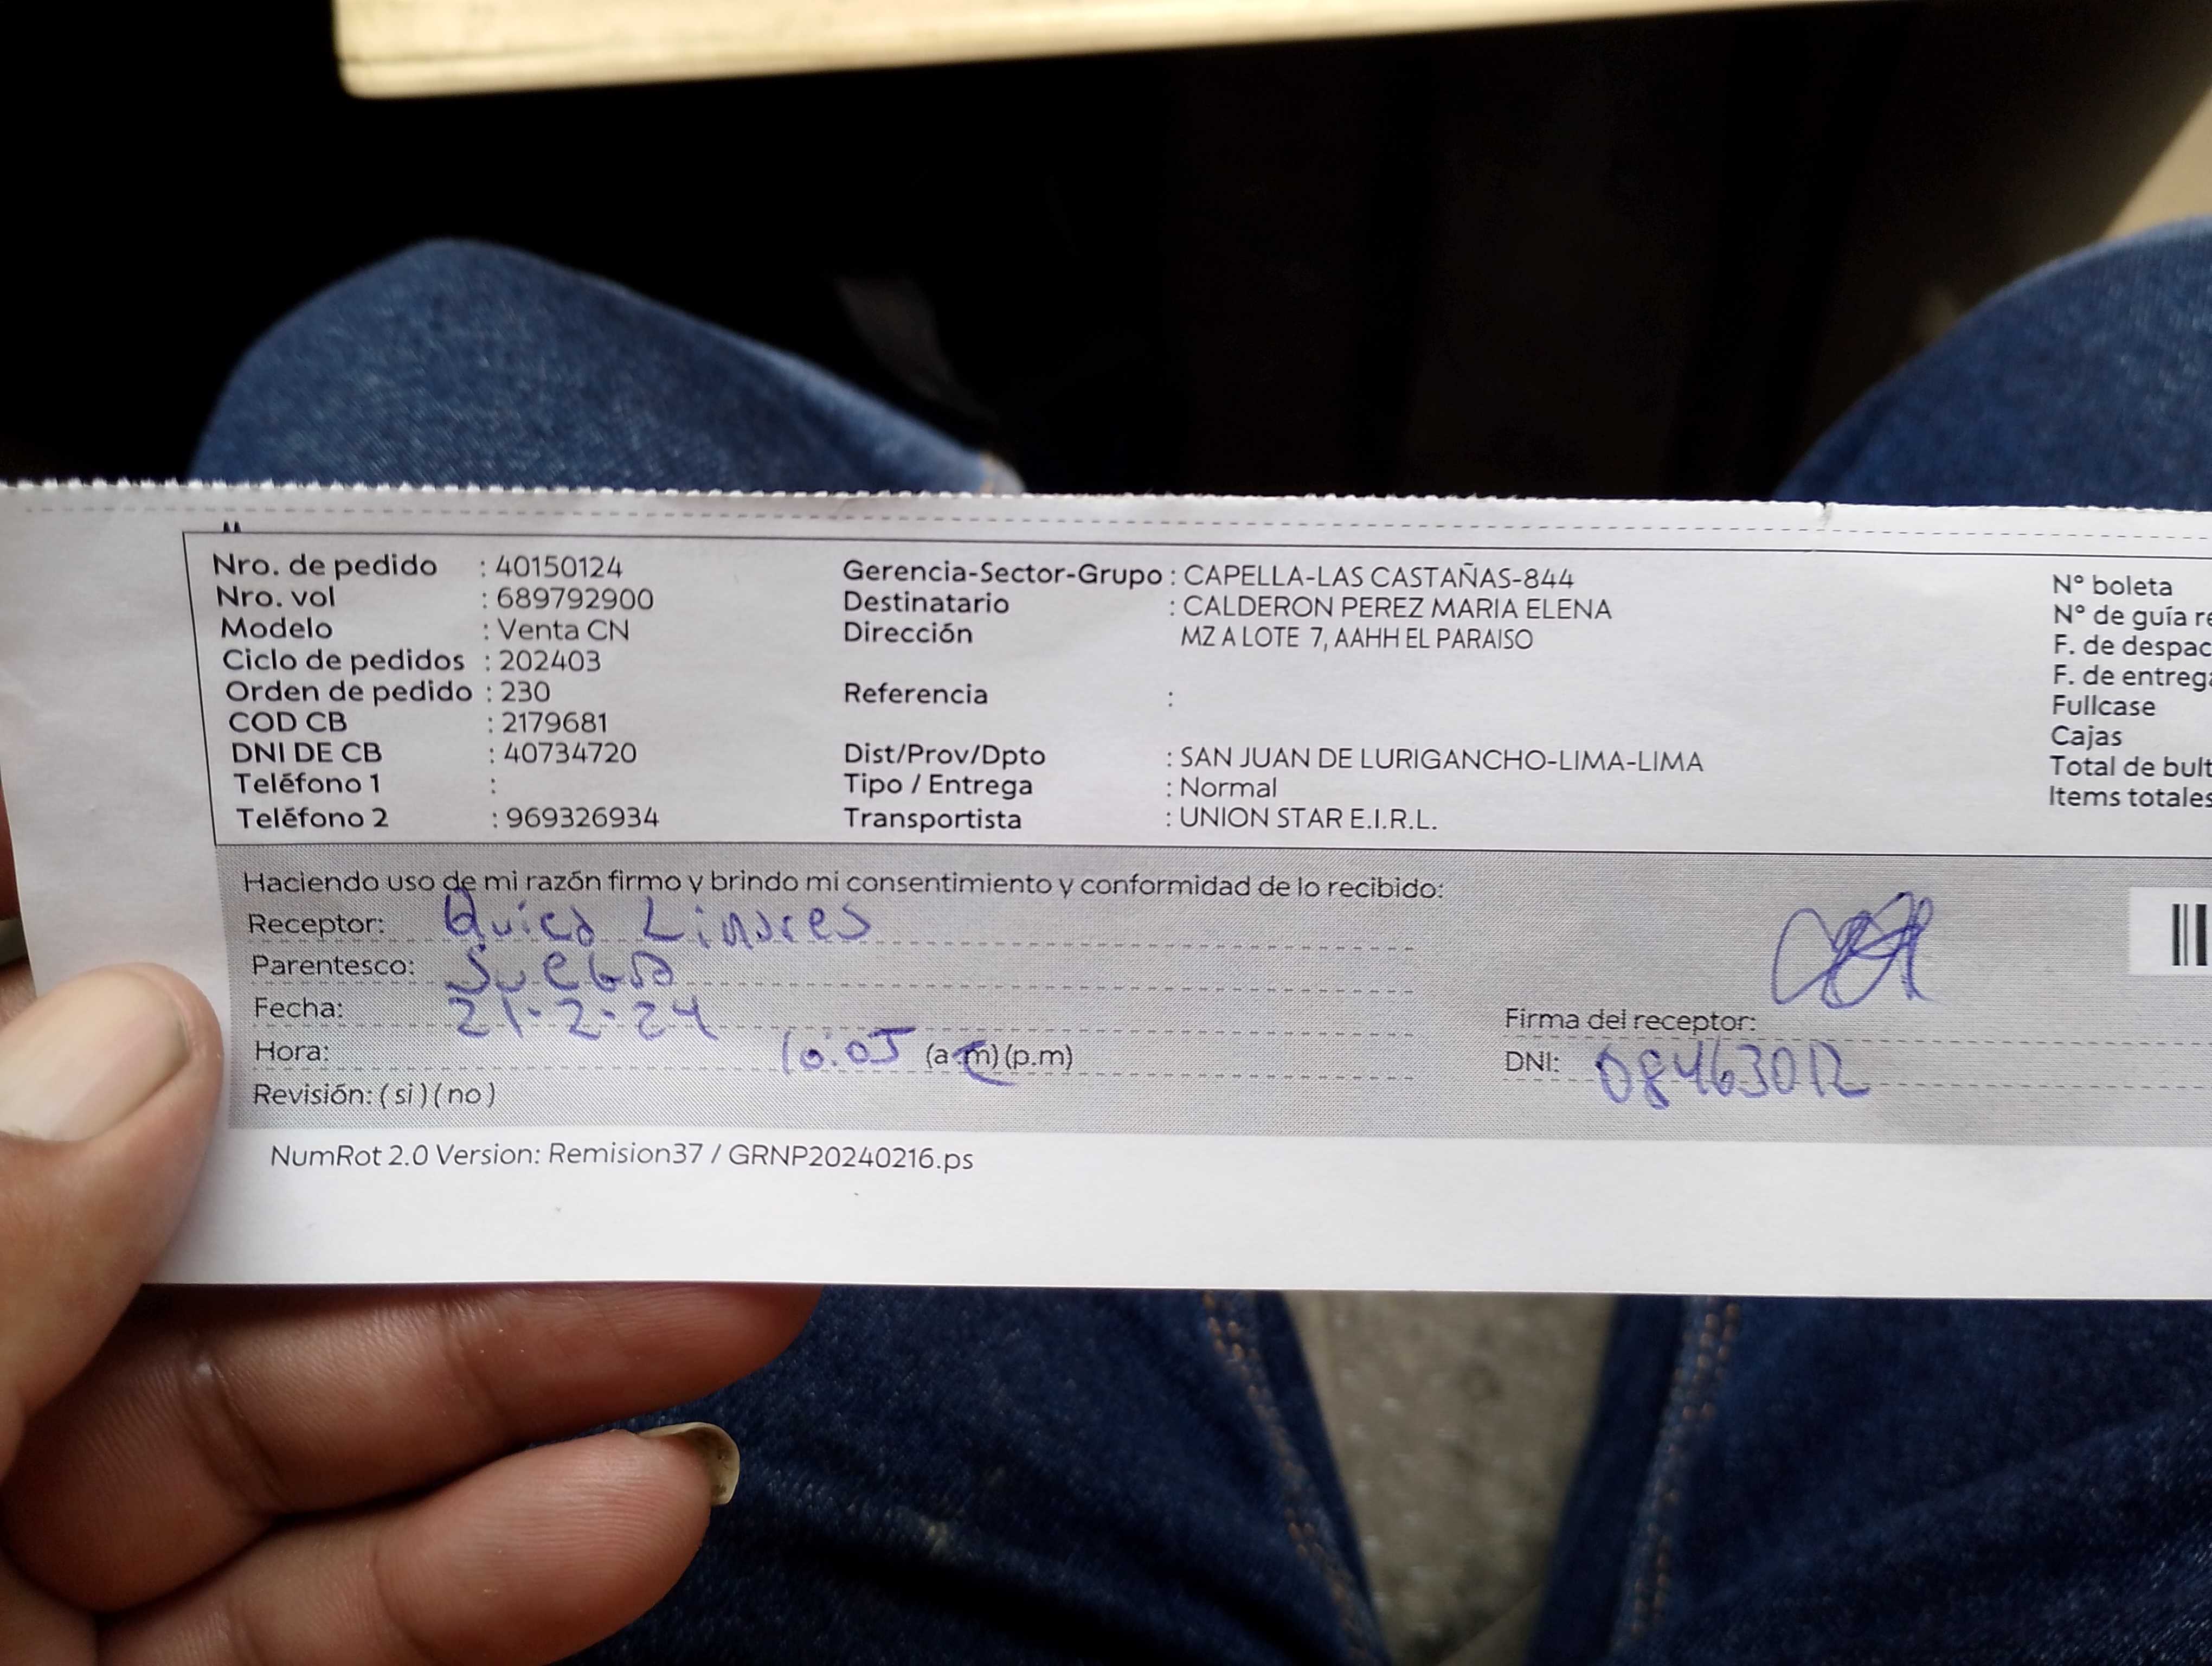 Nro. de pedido : 40150124
Nro. vol : 689792900
Modelo : Venta CN
Ciclo de pedidos : 202403
Orden de pedido : 230
COD CB : 2179681
DNI DE CB : 40734720
Teléfono 1 :
Teléfono 2 : 969326934
Gerencia-Sector-Grupo : CAPELLA-LAS CASTAÑAS-844
Destinatario : CALDERON PEREZ MARIA ELENA
Dirección MZ A LOTE 7, AAHH EL PARAISO
Referencia :
Dist/Prov/Dpto : SAN JUAN DE LURIGANCHO-LIMA-LIMA
Tipo / Entrega : Normal
Transportista : UNION STAR E.I.R.L.
N° boleta
N° de guía re
F. de despac
F. de entrega
Fullcase
Cajas
Total de bult
Items totales
Haciendo uso de mi razón firmo y brindo mi consentimiento y conformidad de lo recibido:
Receptor: Linares
Parentesco: Suegro
Fecha: 21-2-24
Hora: 10:05 (a.m) (p.m)
Revisión: ( si ) ( no )
Firma del receptor:
DNI: 08463012
NumRot 2.0 Version: Remision37 / GRNP20240216.ps